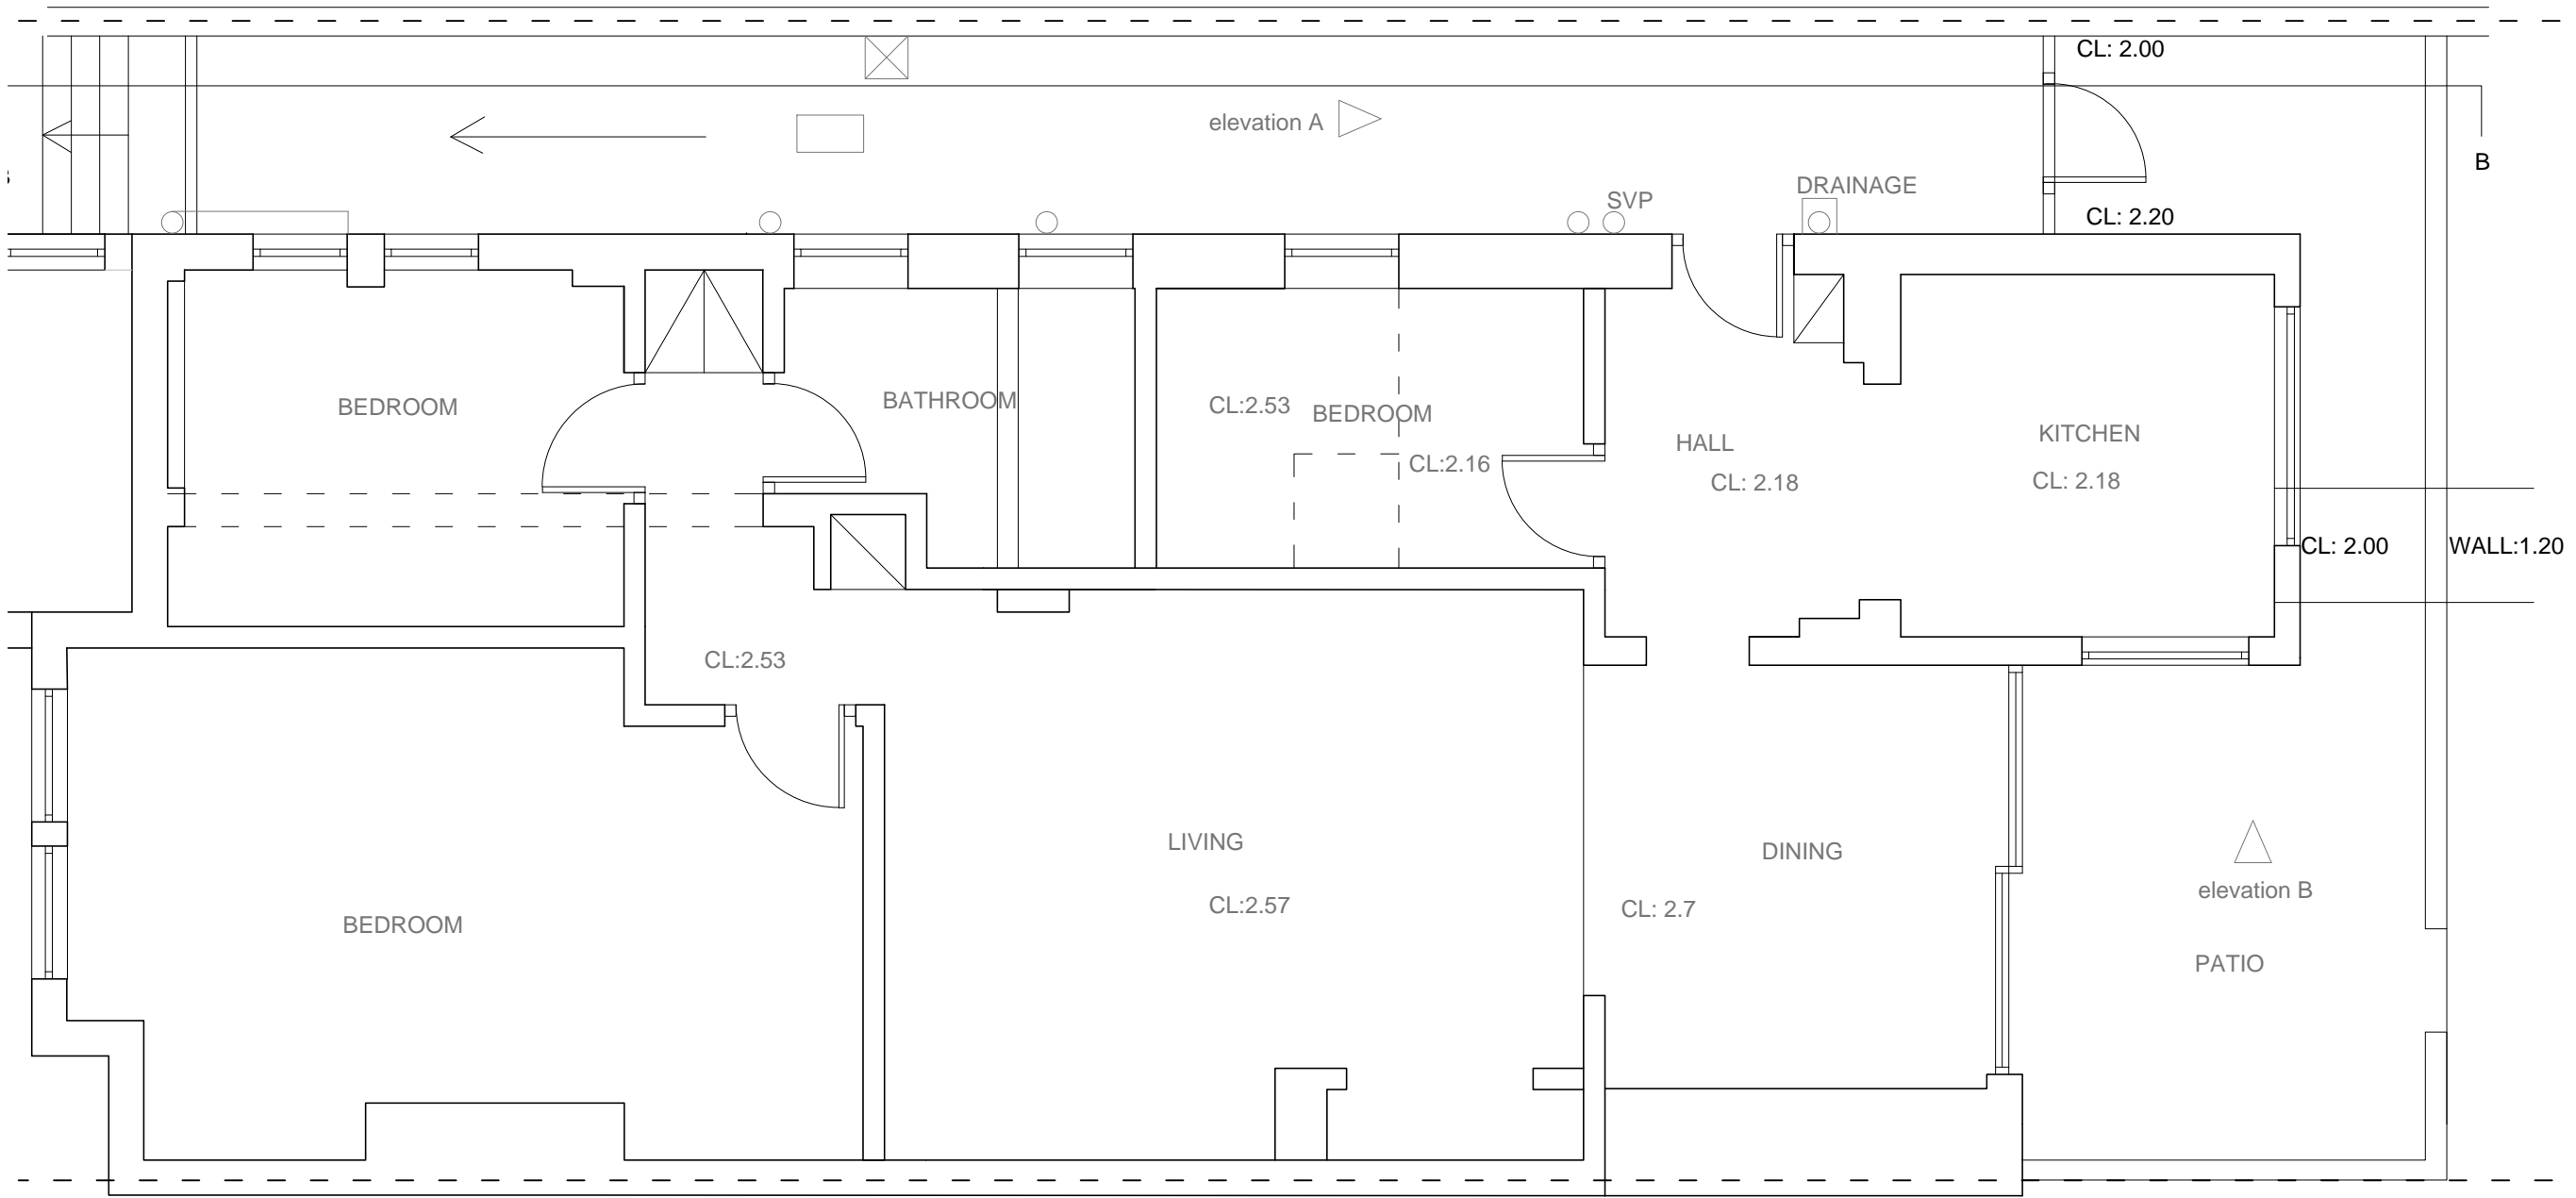 CL: 2.00
elevation A
B
DRAINAGE
SVP
CL: 2.20
BEDROOM
BATHROOM
CL:2.53
BEDROOM
CL:2.16
HALL
CL: 2.18
KITCHEN
CL: 2.18
CL: 2.00
WALL:1.20
CL:2.53
LIVING
CL:2.57
DINING
CL: 2.7
elevation B
BEDROOM
PATIO